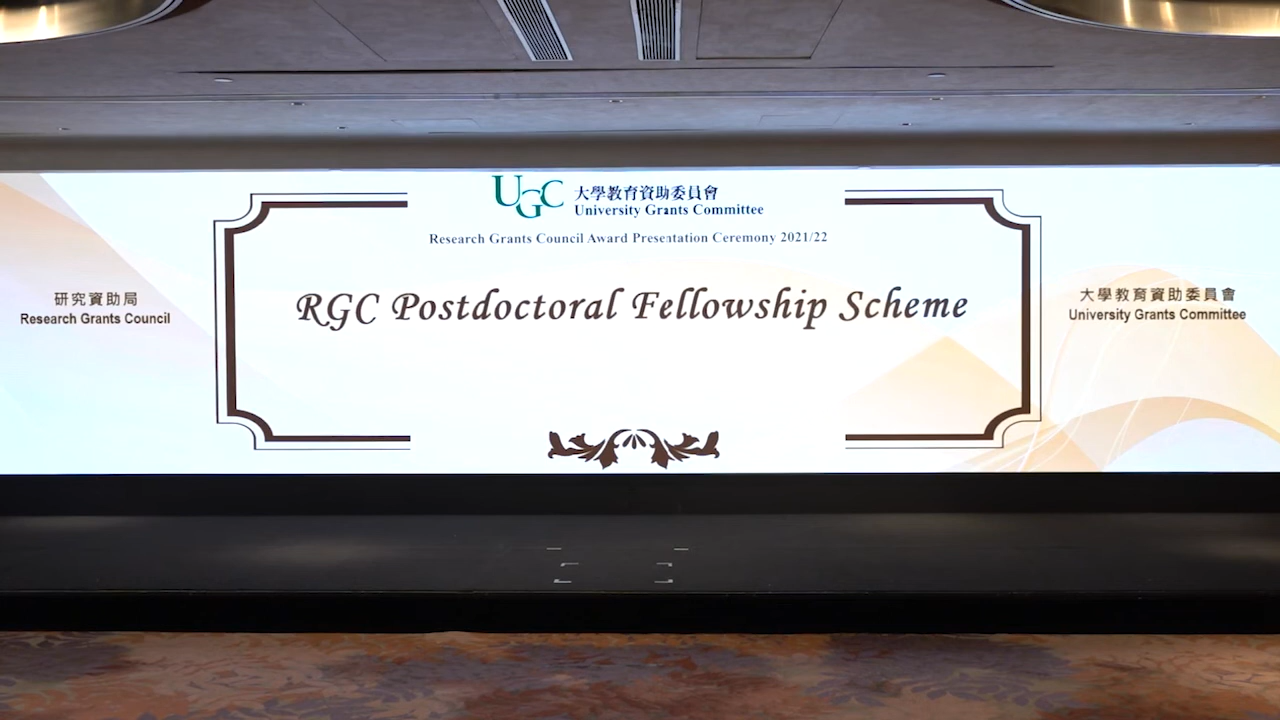 UGC 大學教育資助委員會
University Grants Committee
Research Grants Council Award Presentation Ceremony 2021/22
RGC Postdoctoral Fellowship Scheme
研究資助局
Research Grants Council
大學教育資助委員會
University Grants Committee